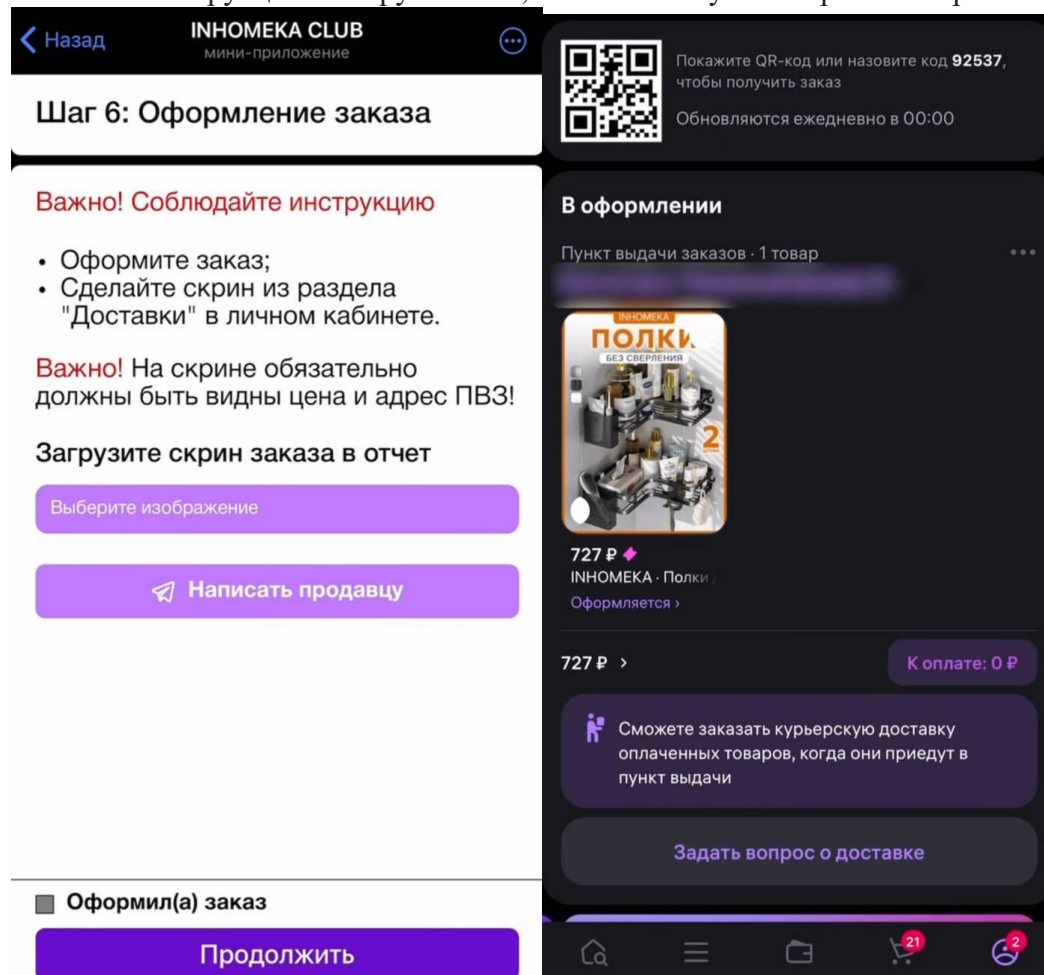 Назад
INHOMEKA CLUB
мини-приложение
Шаг 6: Оформление заказа
Важно! Соблюдайте инструкцию
• Оформите заказ;
• Сделайте скрин из раздела
"Доставки" в личном кабинете.
Важно! На скрине обязательно
должны быть видны цена и адрес ПВЗ!
Загрузите скрин заказа в отчет
Выберите изображение
Написать продавцу
Оформил(а) заказ
Продолжить
Покажите QR-код или назовите код 92537,
чтобы получить заказ
Обновляются ежедневно в 00:00
В оформлении
Пункт выдачи заказов · 1 товар
INHOMEKA
ПОЛКИ
БЕЗ СВЕРЛЕНИЯ
2
727 ₽
INHOMEKA · Полки
Оформляется ›
727 ₽ ›
К оплате: 0 ₽
Сможете заказать курьерскую доставку
оплаченных товаров, когда они приедут в
пункт выдачи
Задать вопрос о доставке
21
2